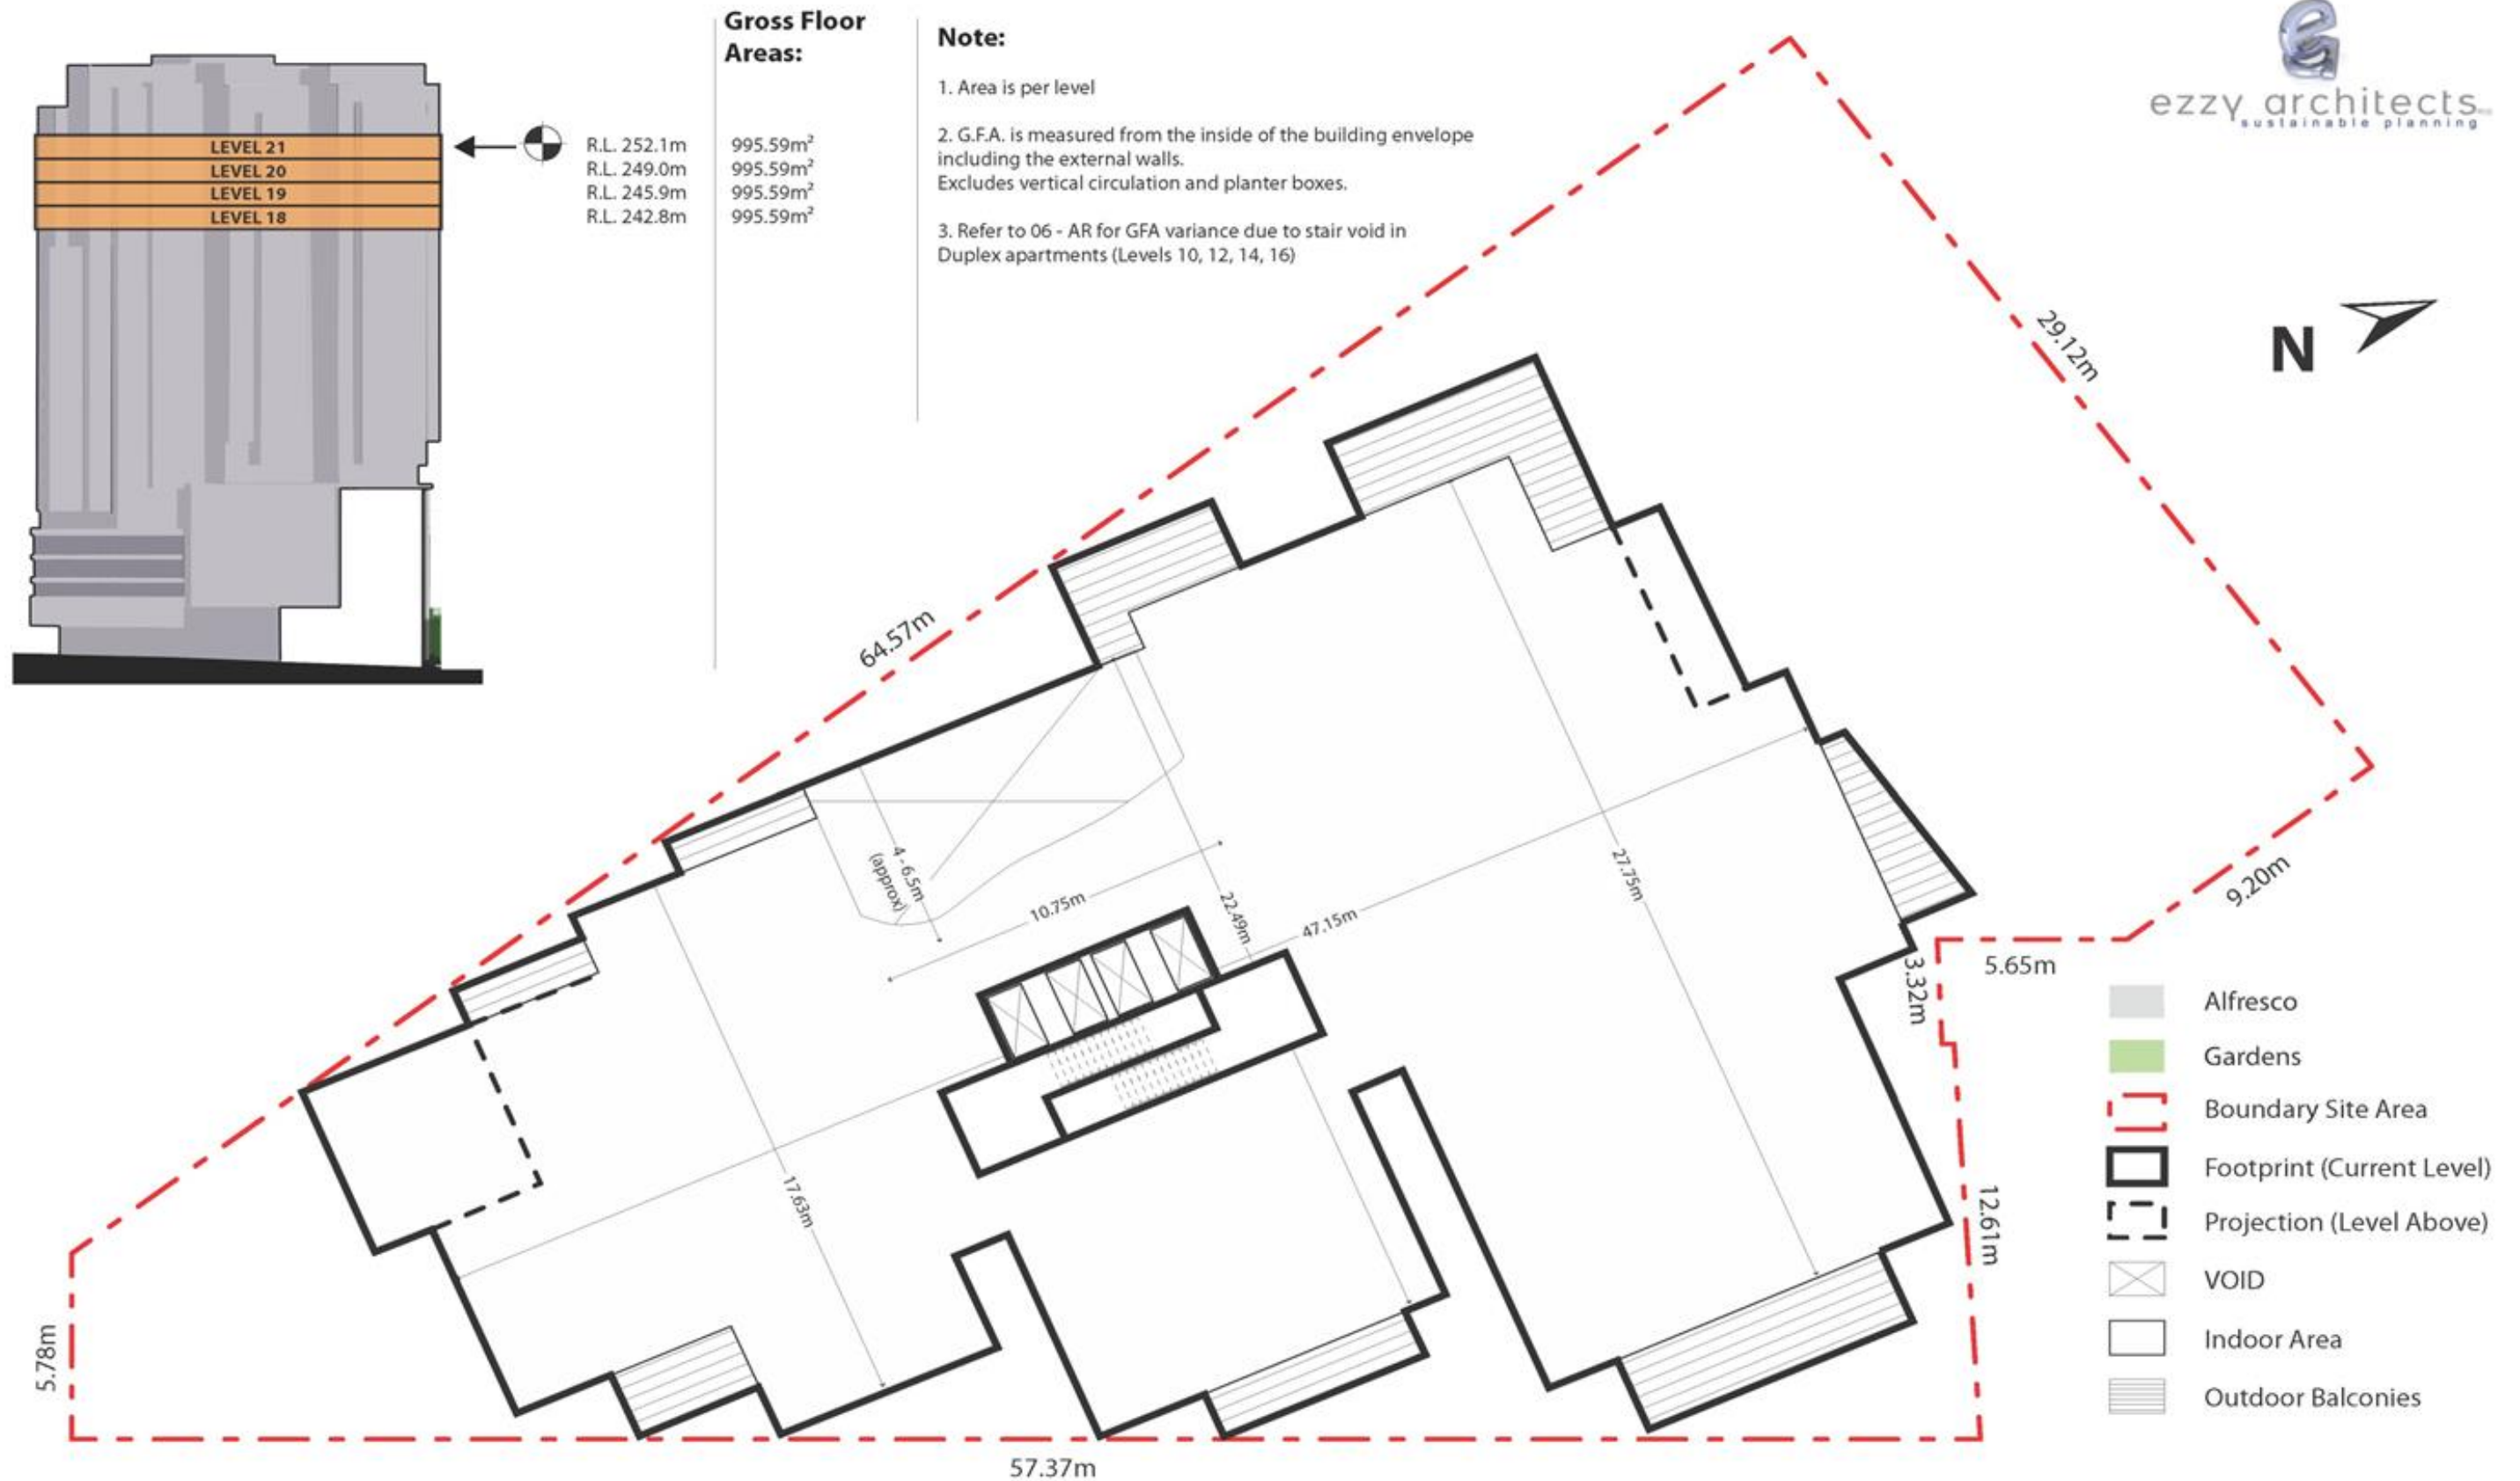 Gross Floor
Areas:
Note:
1. Area is per level
2. G.F.A. is measured from the inside of the building envelope
including the external walls.
Excludes vertical circulation and planter boxes.
3. Refer to 06 - AR for GFA variance due to stair void in
Duplex apartments (Levels 10, 12, 14, 16)
ezzy architects
sustainable planning
LEVEL 21
R.L. 252.1m 995.59m²
LEVEL 20
R.L. 249.0m 995.59m²
LEVEL 19
R.L. 245.9m 995.59m²
LEVEL 18
R.L. 242.8m 995.59m²
N
29.12m
64.57m
4 - 6.5m
(approx)
10.75m
22.49m
47.15m
27.75m
9.20m
5.65m
3.32m
17.63m
12.61m
5.78m
57.37m
Alfresco
Gardens
Boundary Site Area
Footprint (Current Level)
Projection (Level Above)
VOID
Indoor Area
Outdoor Balconies